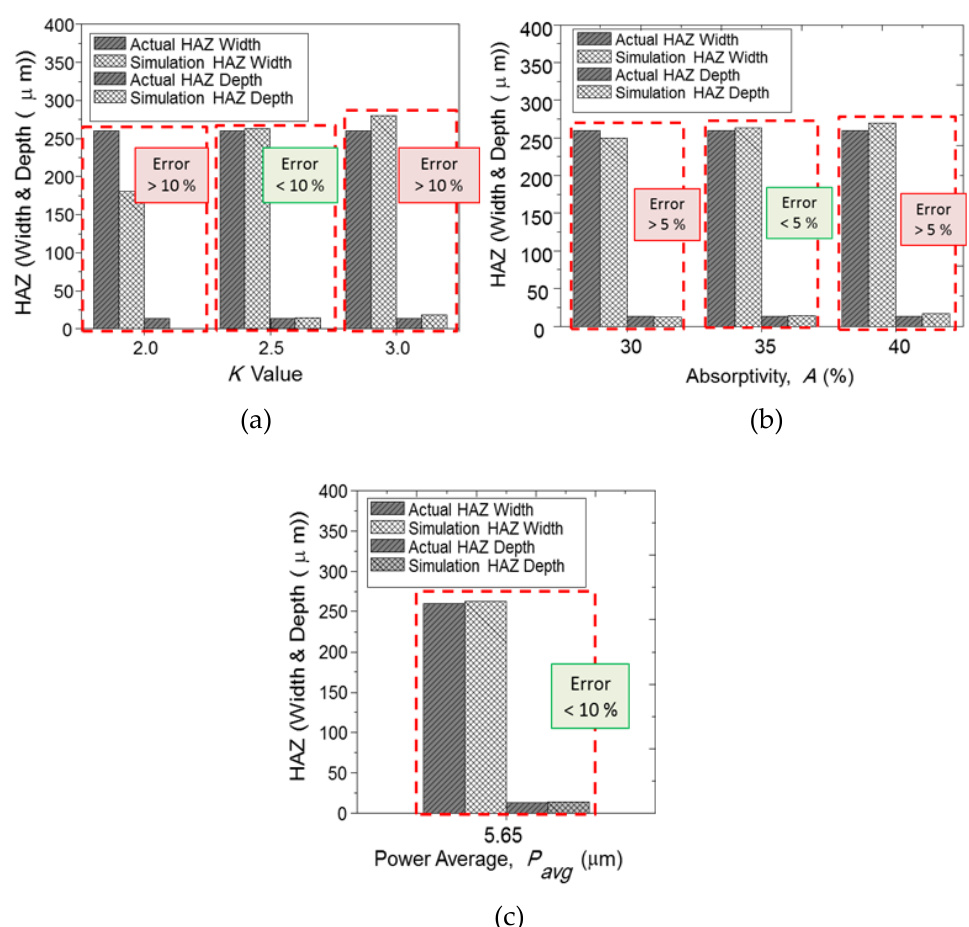 (a)
HAZ (Width & Depth ( μ m))
400
350
300
250
200
150
100
50
0
Actual HAZ Width
Simulation HAZ Width
Actual HAZ Depth
Simulation HAZ Depth
Error
> 10 %
Error
< 10 %
Error
> 10 %
2.0
2.5
3.0
K Value
(a)
(b)
HAZ (Width & Depth ( μ m))
400
350
300
250
200
150
100
50
0
Actual HAZ Width
Simulation HAZ Width
Actual HAZ Depth
Simulation HAZ Depth
Error
> 5 %
Error
< 5 %
Error
> 5 %
30
35
40
Absorptivity, A (%)
(b)
HAZ (Width & Depth ( μ m))
400
350
300
250
200
150
100
50
0
Actual HAZ Width
Simulation HAZ Width
Actual HAZ Depth
Simulation HAZ Depth
Error
< 10 %
5.65
Power Average, Pavg (μm)
(c)